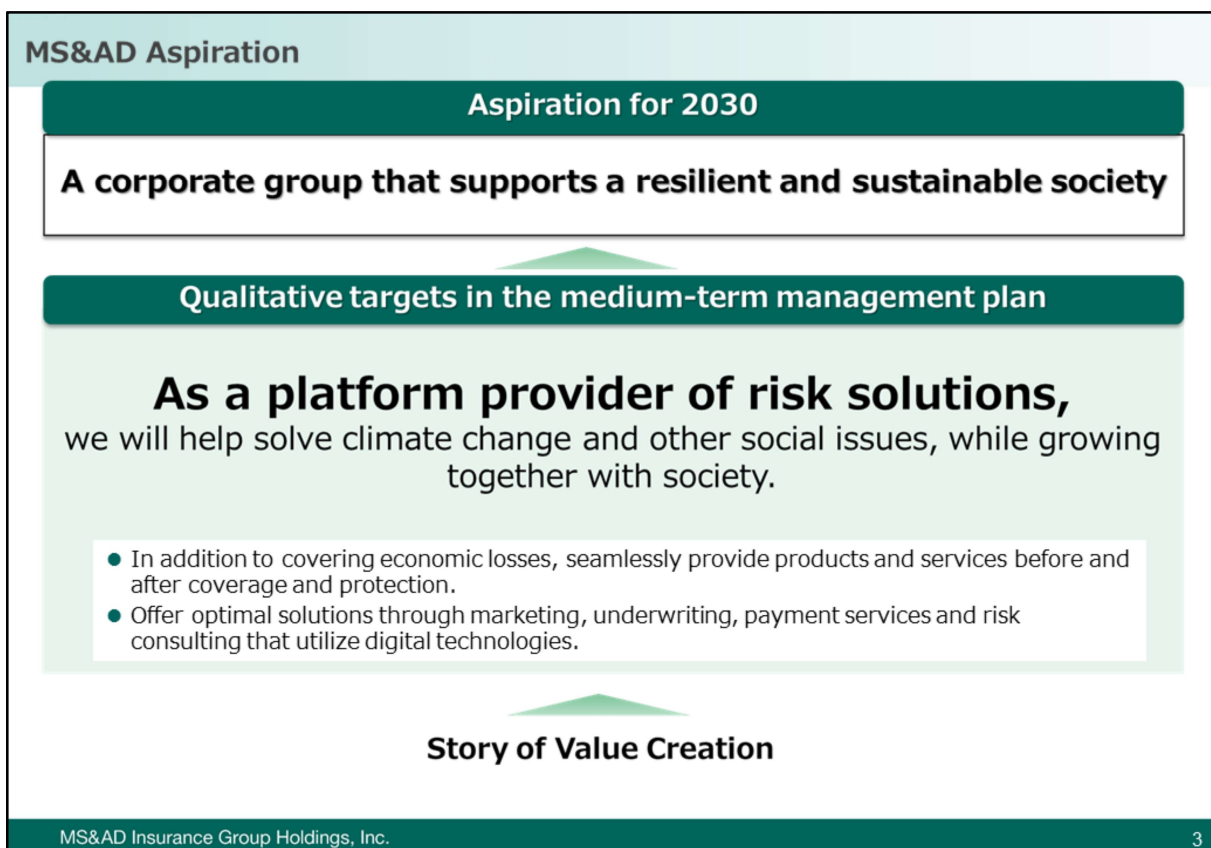 MS&AD Aspiration
Aspiration for 2030
A corporate group that supports a resilient and sustainable society
Qualitative targets in the medium-term management plan
As a platform provider of risk solutions,
we will help solve climate change and other social issues, while growing
together with society.
● In addition to covering economic losses, seamlessly provide products and services before and
after coverage and protection.
● Offer optimal solutions through marketing, underwriting, payment services and risk
consulting that utilize digital technologies.
Story of Value Creation
MS&AD Insurance Group Holdings, Inc.
3